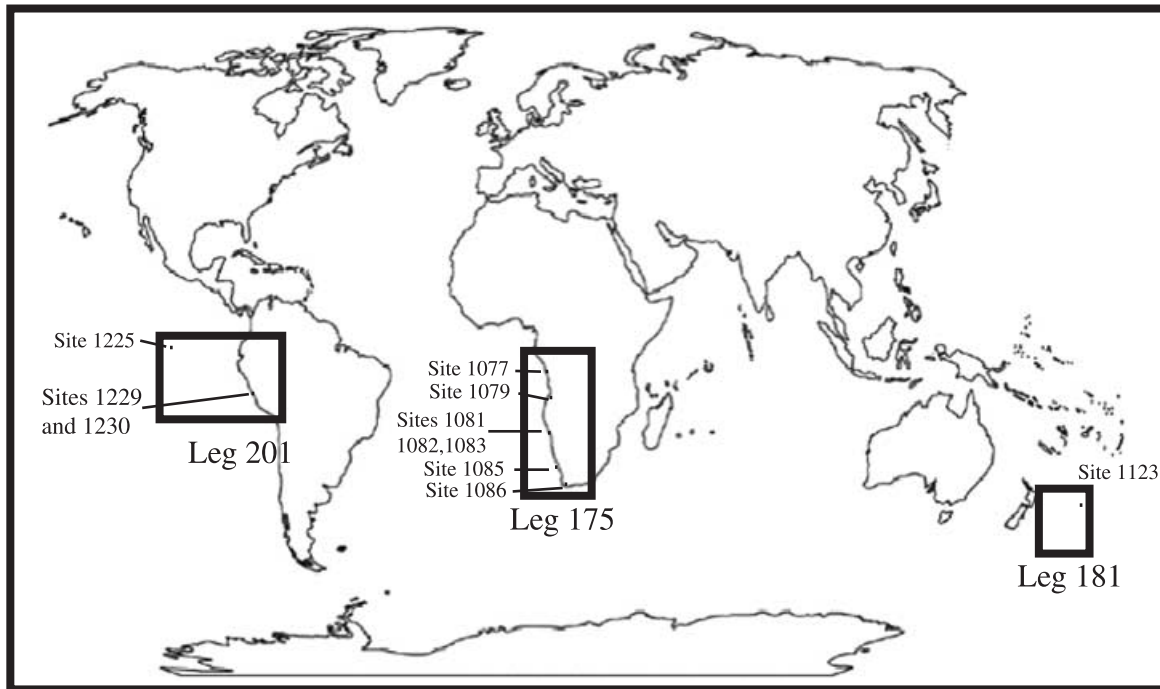 Site 1225
Sites 1229
and 1230
Leg 201
Site 1077
Site 1079
Sites 1081
1082,1083
Site 1085
Site 1086
Leg 175
Site 1123
Leg 181